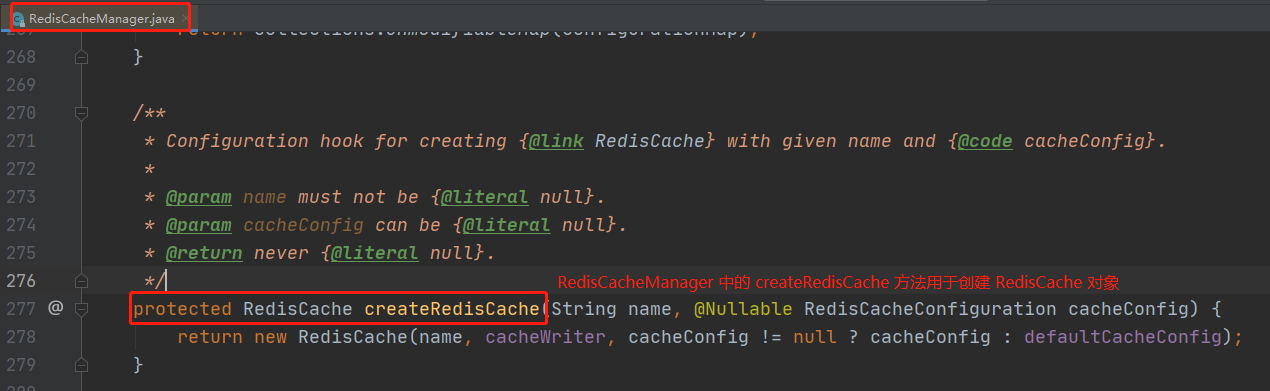 RedisCacheManager.java
267 return Collections.unmodifiableMap(configurationMap);
268 }
269
270 /**
271 * Configuration hook for creating {@link RedisCache} with given name and {@code cacheConfig}.
272 *
273 * @param name must not be {@literal null}.
274 * @param cacheConfig can be {@literal null}.
275 * @return never {@literal null}.
276 */ RedisCacheManager 中的 createRedisCache 方法用于创建 RedisCache 对象
277 @ protected RedisCache createRedisCache(String name, @Nullable RedisCacheConfiguration cacheConfig) {
278 return new RedisCache(name, cacheWriter, cacheConfig != null ? cacheConfig : defaultCacheConfig);
279 }